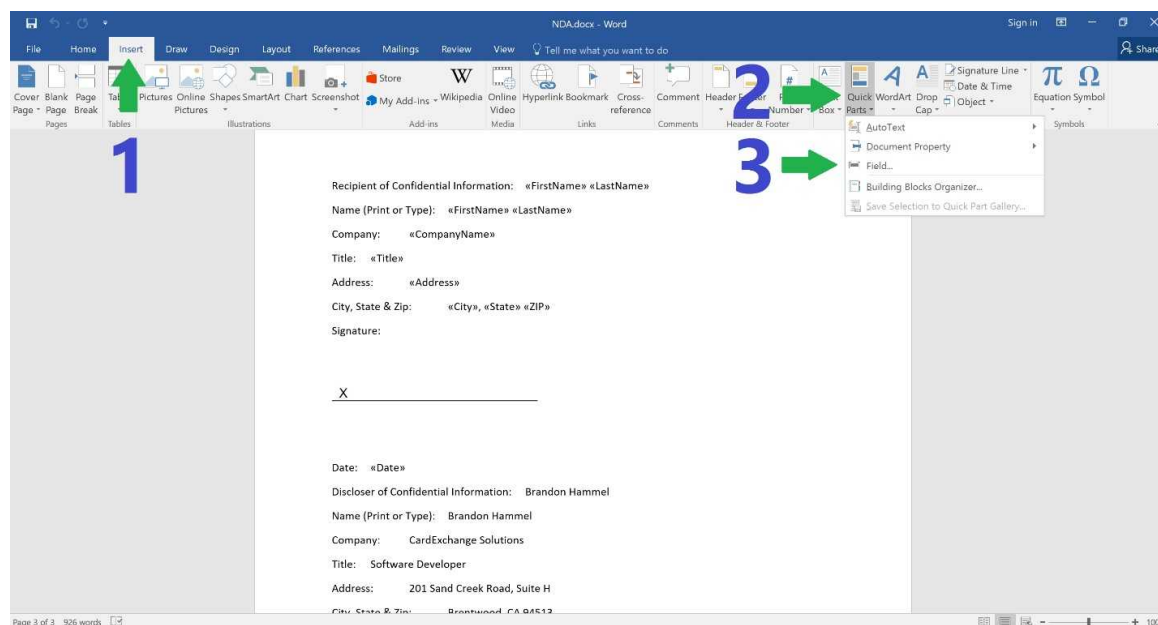 NDA.docx - Word
Sign in
File Home Insert Draw Design Layout References Mailings Review View Tell me what you want to do
Share
Cover Page
Blank Page
Page Break
Pages
Tables
Pictures
Online Pictures
Shapes
SmartArt
Chart
Screenshot
Illustrations
Store
My Add-ins
Wikipedia
Add-ins
Online Video
Media
Hyperlink
Bookmark
Cross-reference
Links
Comment
Comments
Header
Number
Header & Footer
Box
Quick Parts
WordArt
Drop Cap
Signature Line
Date & Time
Object
Equation
Symbol
Symbols
1
2
3
AutoText
Document Property
Field...
Building Blocks Organizer...
Save Selection to Quick Part Gallery...
Recipient of Confidential Information: «FirstName» «LastName»
Name (Print or Type): «FirstName» «LastName»
Company: «CompanyName»
Title: «Title»
Address: «Address»
City, State & Zip: «City», «State» «ZIP»
Signature:
X
Date: «Date»
Discloser of Confidential Information: Brandon Hammel
Name (Print or Type): Brandon Hammel
Company: CardExchange Solutions
Title: Software Developer
Address: 201 Sand Creek Road, Suite H
City, State & Zip: Brentwood, CA 94513
Page 3 of 3 926 words